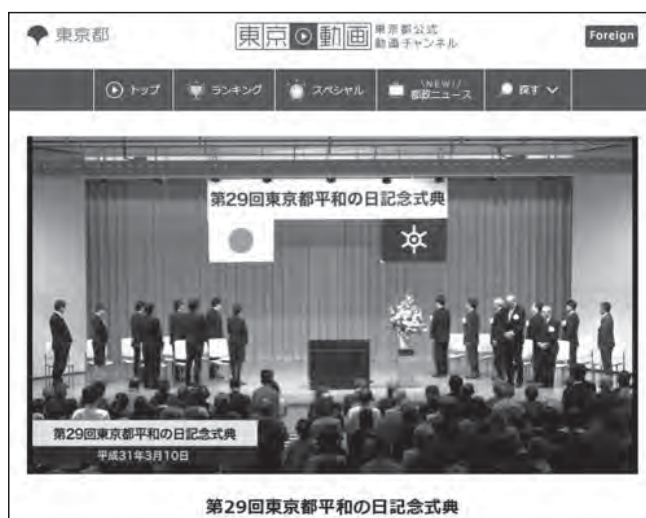 東京都
東京動画
東京都公式
動画チャンネル
Foreign
トップ
ランキング
スペシャル
\NEW!/
都政ニュース
探す
第29回東京都平和の日記念式典
第29回東京都平和の日記念式典
平成31年3月10日
第29回東京都平和の日記念式典